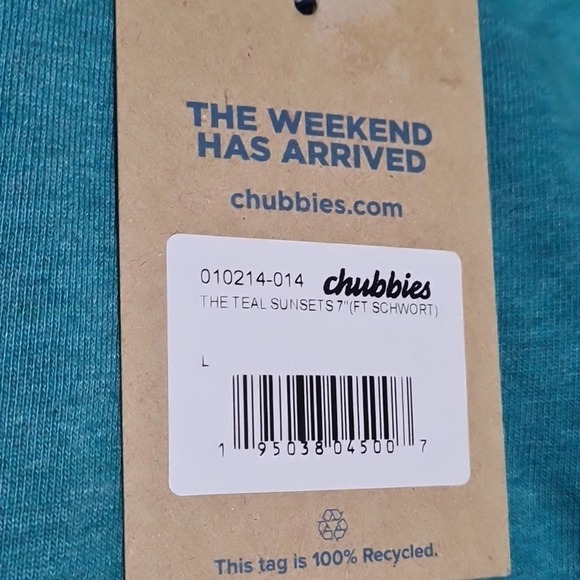 THE WEEKEND
HAS ARRIVED
chubbies.com
010214-014 chubbies
THE TEAL SUNSETS 7"(FT SCHWORT)
L
1 95038 04500 7
This tag is 100% Recycled.